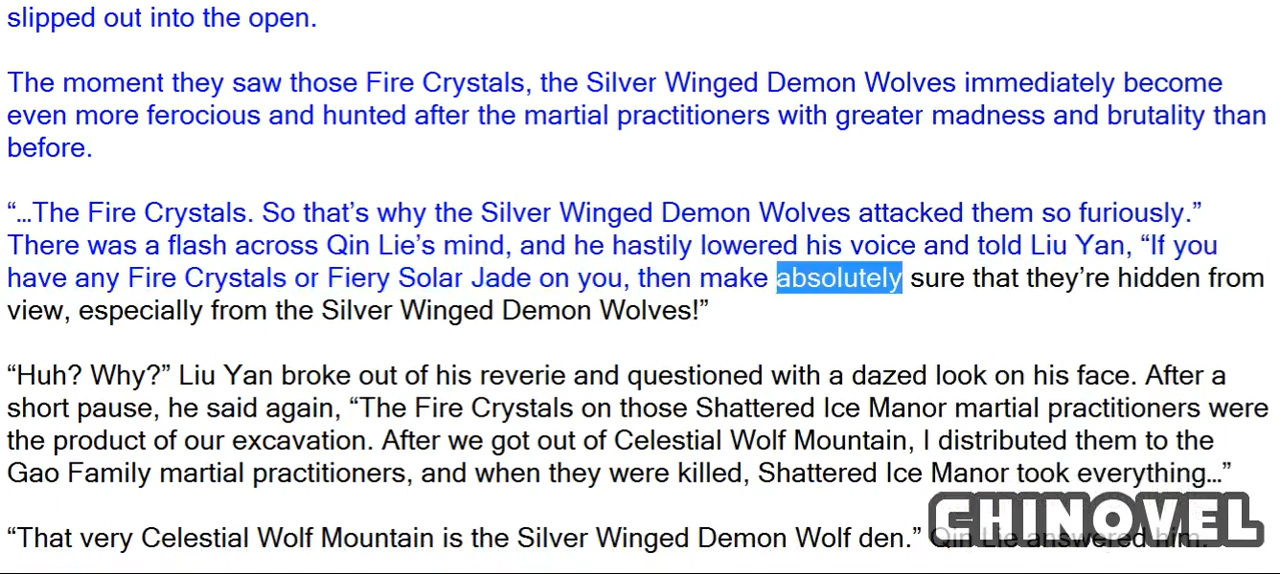 slipped out into the open.
The moment they saw those Fire Crystals, the Silver Winged Demon Wolves immediately become
even more ferocious and hunted after the martial practitioners with greater madness and brutality than
before.
“…The Fire Crystals. So that’s why the Silver Winged Demon Wolves attacked them so furiously.”
There was a flash across Qin Lie’s mind, and he hastily lowered his voice and told Liu Yan, “If you
have any Fire Crystals or Fiery Solar Jade on you, then make absolutely sure that they’re hidden from
view, especially from the Silver Winged Demon Wolves!”
“Huh? Why?” Liu Yan broke out of his reverie and questioned with a dazed look on his face. After a
short pause, he said again, “The Fire Crystals on those Shattered Ice Manor martial practitioners were
the product of our excavation. After we got out of Celestial Wolf Mountain, I distributed them to the
Gao Family martial practitioners, and when they were killed, Shattered Ice Manor took everything…”
“That very Celestial Wolf Mountain is the Silver Winged Demon Wolf den.” Qin Lie answered him.
CHINOVEL